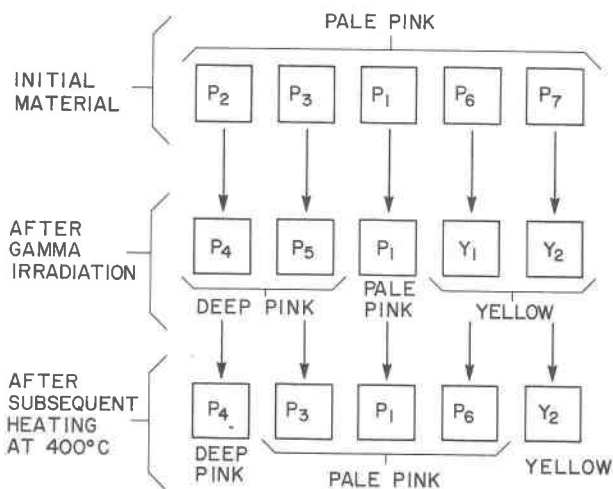 PALE PINK
INITIAL
MATERIAL
P2 P3 P1 P6 P7
AFTER
GAMMA
IRRADIATION
P4 P5 P1 Y1 Y2
DEEP PINK
PALE
PINK
YELLOW
AFTER
SUBSEQUENT
HEATING
AT 400°C
P4 P3 P1 P6 Y2
DEEP
PINK
PALE PINK
YELLOW